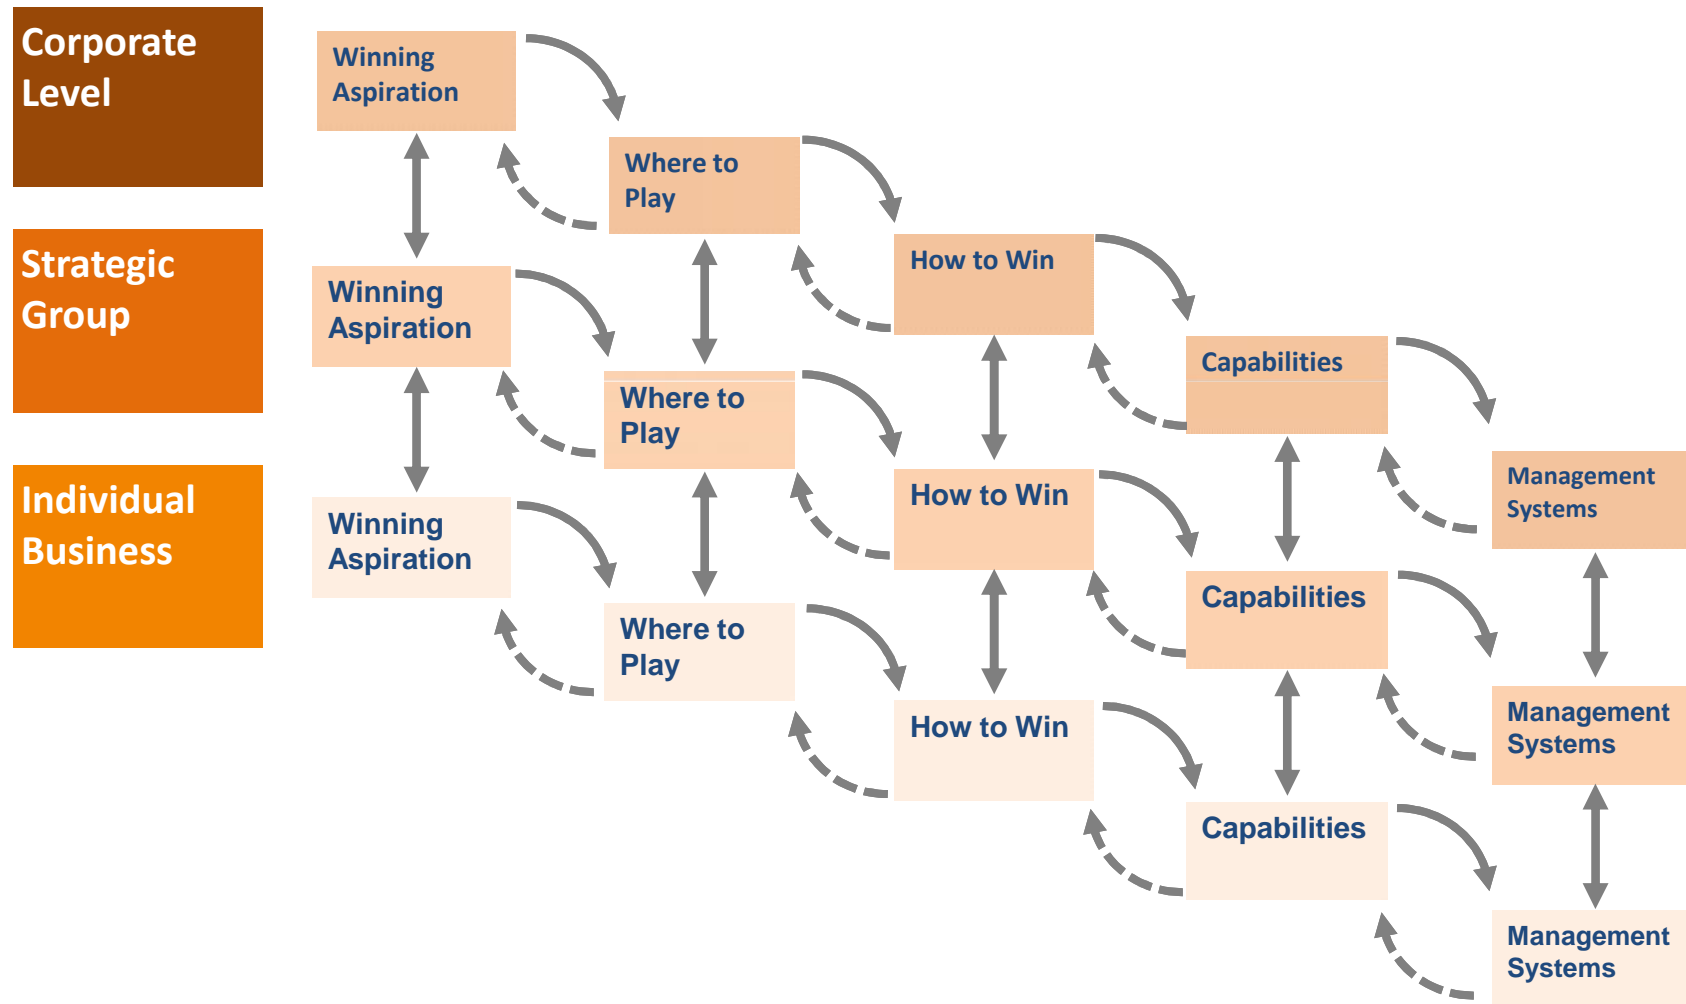 Corporate
Level
Winning
Aspiration
Where to
Play
How to Win
Capabilities
Management
Systems
Strategic
Group
Winning
Aspiration
Where to
Play
How to Win
Capabilities
Management
Systems
Individual
Business
Winning
Aspiration
Where to
Play
How to Win
Capabilities
Management
Systems